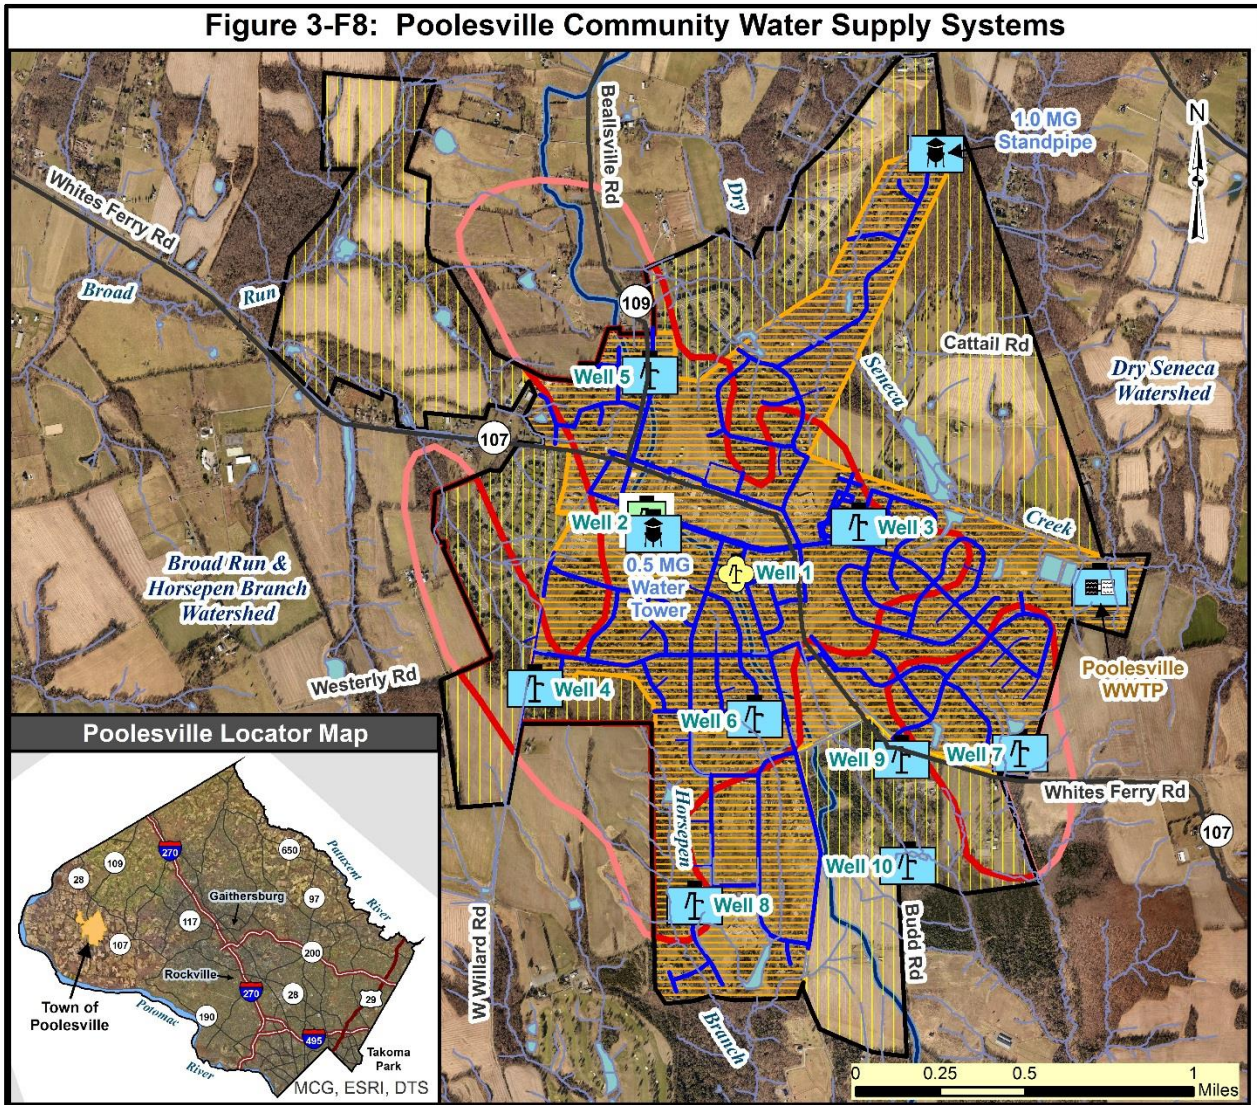 Figure 3-F8: Poolesville Community Water Supply Systems
Beallsville Rd
Dry
1.0 MG
Standpipe
N
Whites Ferry Rd
Broad
Run
109
Cattail Rd
Seneca
Dry Seneca
Watershed
Well 5
107
Well 2
Well 3
Creek
0.5 MG
Water
Tower
Well 1
Broad Run &
Horsepen Branch
Watershed
Westerly Rd
Poolesville
WWTP
Well 4
Well 6
Well 9
Well 7
Whites Ferry Rd
107
Horsepen
Well 10
Well 8
W Willard Rd
Budd Rd
Branch
Poolesville Locator Map
270
650
Patuxent
River
109
28
Gaithersburg
97
117
107
200
Rockville
270
28
29
Town of
Poolesville
Potomac
River
190
495
Takoma
Park
MCG, ESRI, DTS
0 0.25 0.5 1
Miles